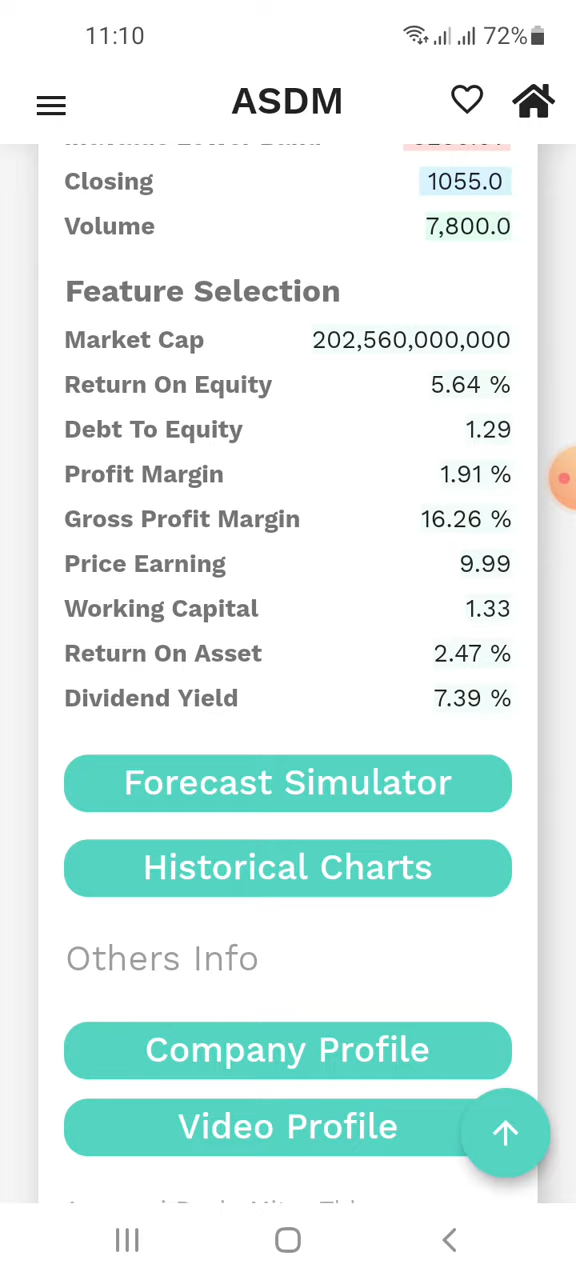 11:10
72%
ASDM
Closing 1055.0
Volume 7,800.0
Feature Selection
Market Cap 202,560,000,000
Return On Equity 5.64 %
Debt To Equity 1.29
Profit Margin 1.91 %
Gross Profit Margin 16.26 %
Price Earning 9.99
Working Capital 1.33
Return On Asset 2.47 %
Dividend Yield 7.39 %
Forecast Simulator
Historical Charts
Others Info
Company Profile
Video Profile